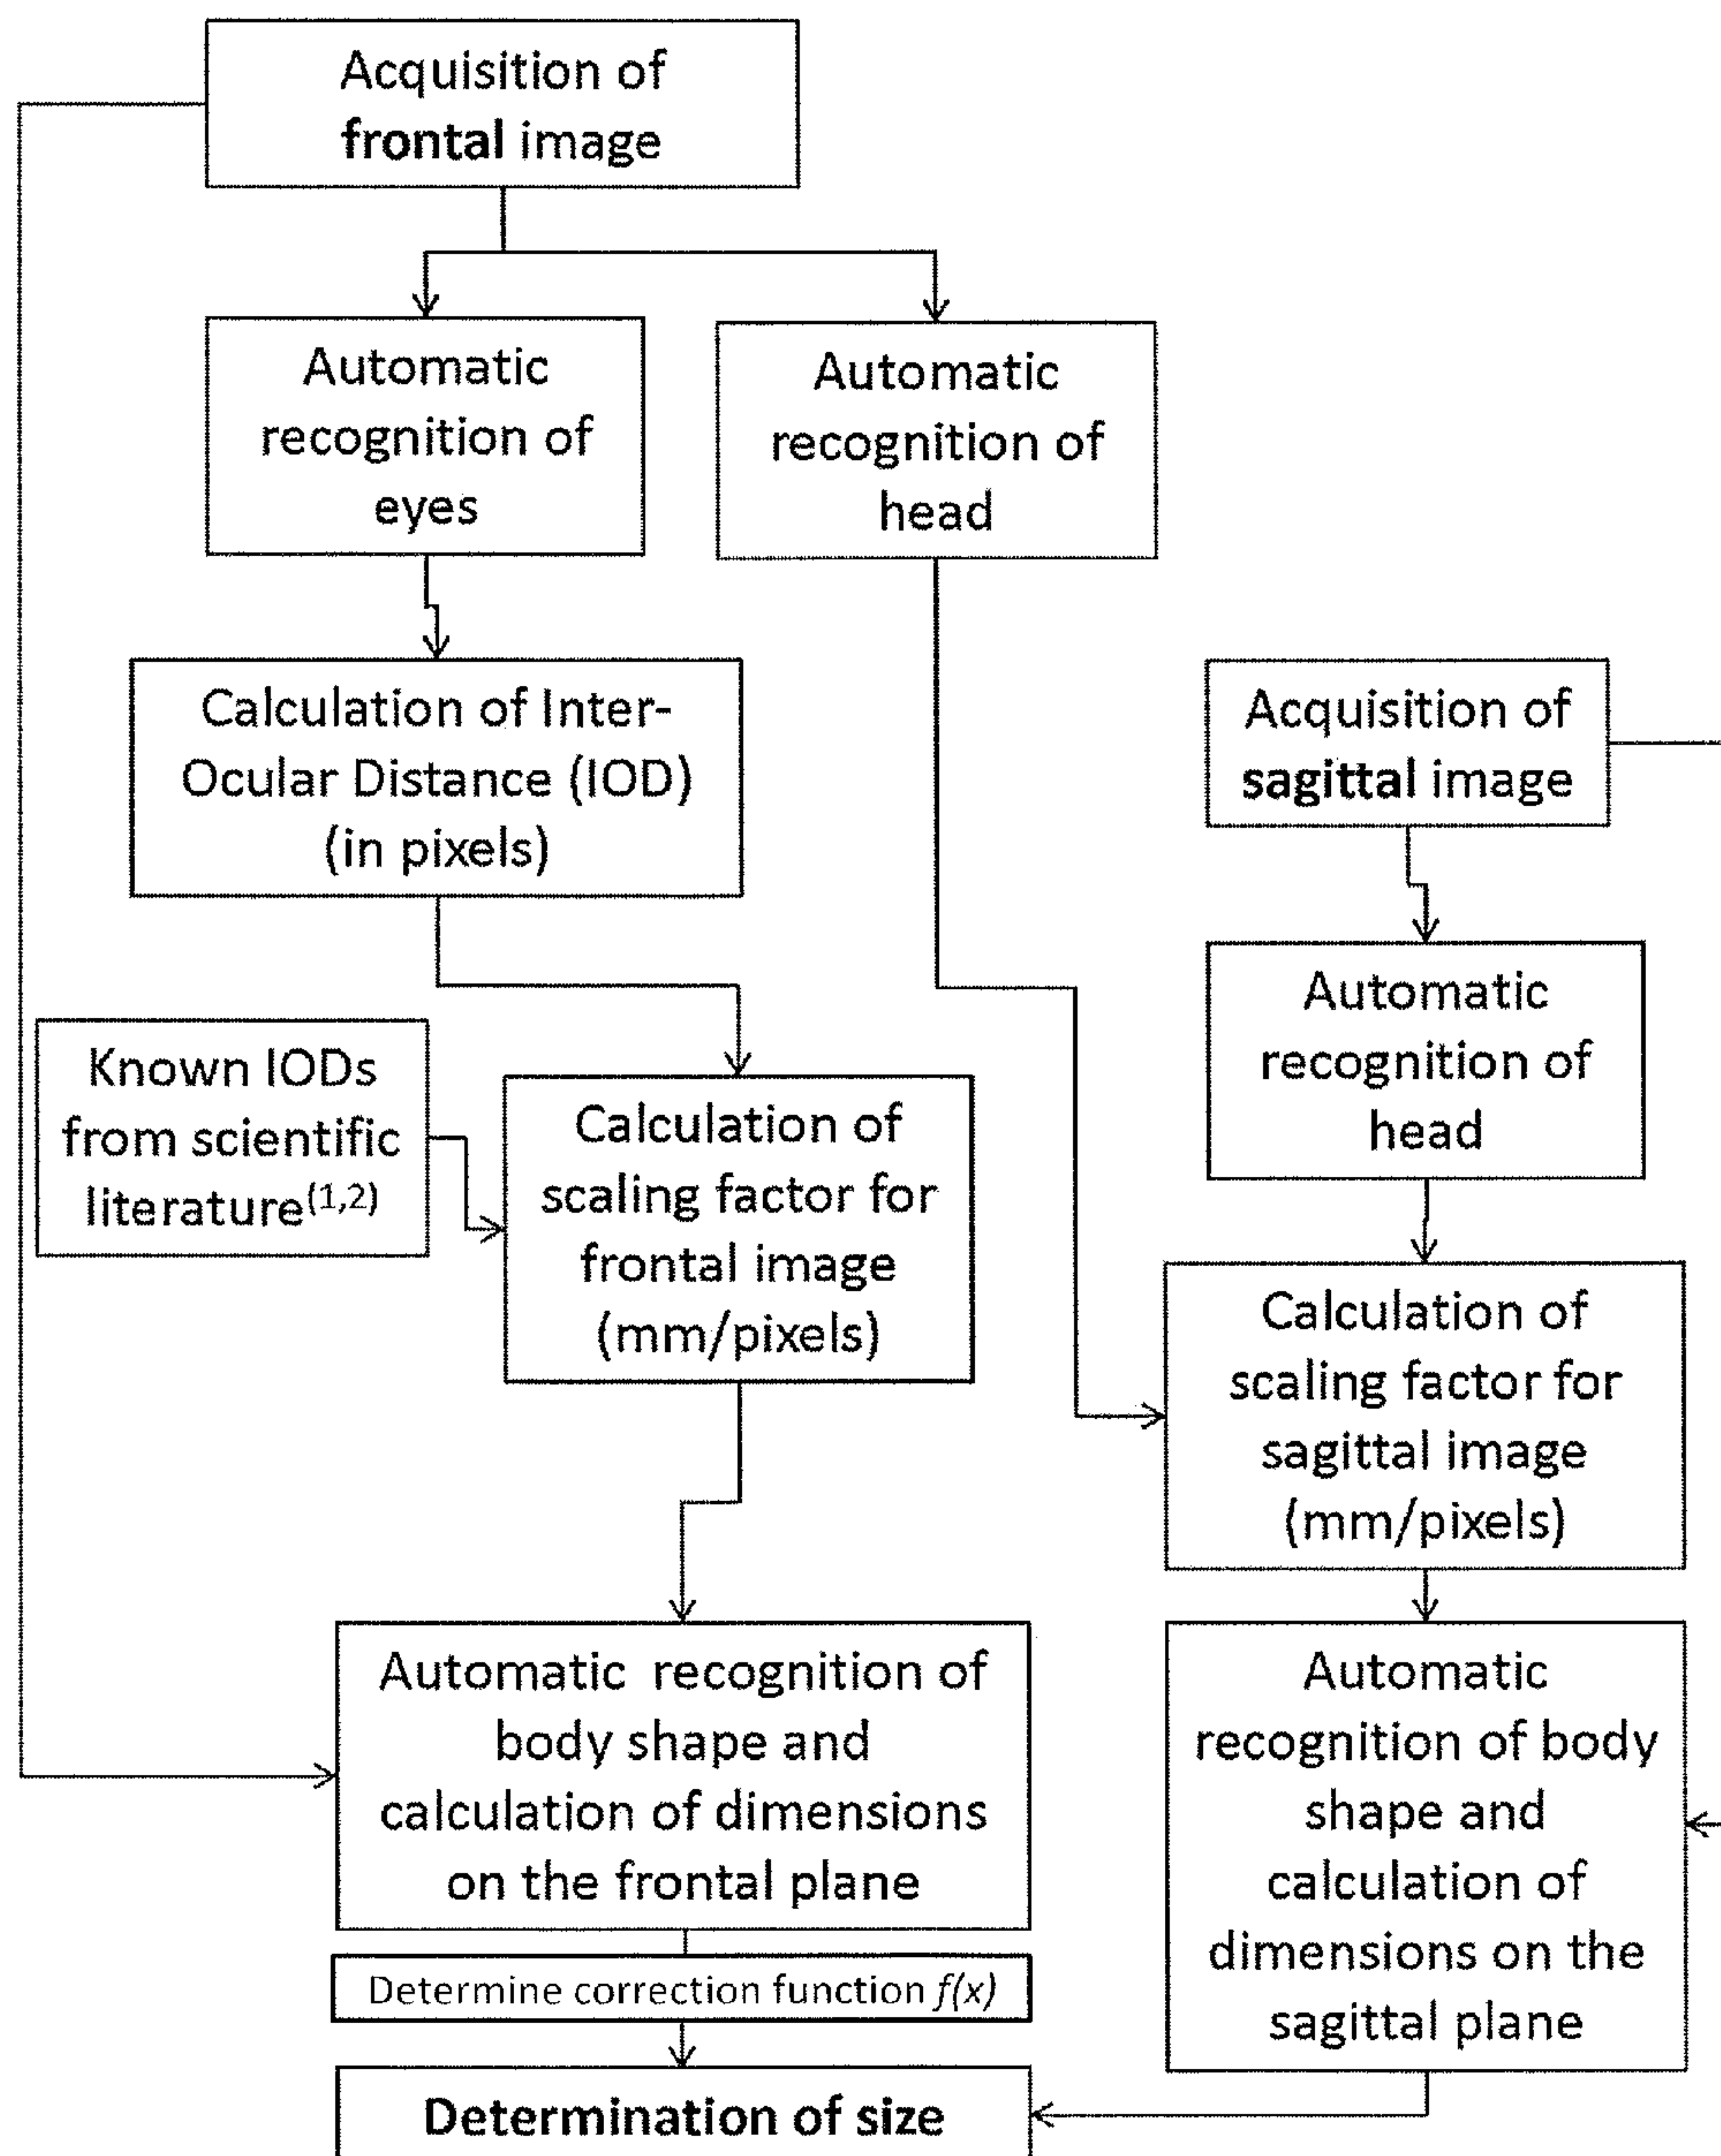 Acquisition of
frontal image
Automatic
recognition of
eyes
Automatic
recognition of
head
Calculation of Inter-
Ocular Distance (IOD)
(in pixels)
Acquisition of
sagittal image
Automatic
recognition of
head
Known IODs
from scientific
literature(1,2)
Calculation of
scaling factor for
frontal image
(mm/pixels)
Calculation of
scaling factor for
sagittal image
(mm/pixels)
Automatic recognition of
body shape and
calculation of dimensions
on the frontal plane
Automatic
recognition of body
shape and
calculation of
dimensions on the
sagittal plane
Determine correction function f(x)
Determination of size